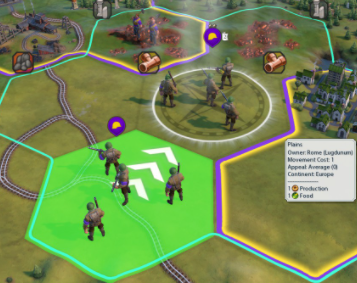 Plains
Owner: Rome (Lugdunum)
Movement Cost: 1
Appeal: Average (0)
Continent: Europe
1 Production
1 Food